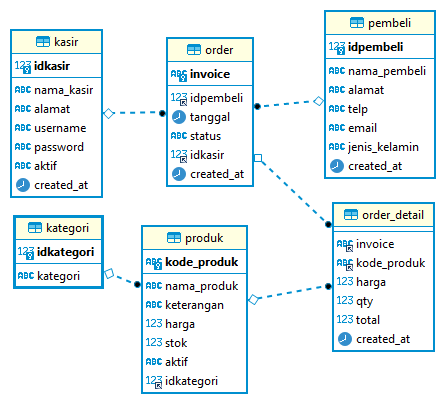 kasir
123 idkasir
ABC nama_kasir
ABC alamat
ABC username
ABC password
ABC aktif
created_at
order
ABC invoice
123 idpembeli
tanggal
ABC status
123 idkasir
pembeli
123 idpembeli
ABC nama_pembeli
ABC alamat
ABC telp
ABC email
ABC jenis_kelamin
created_at
kategori
123 idkategori
ABC kategori
produk
ABC kode_produk
ABC nama_produk
ABC keterangan
123 harga
123 stok
ABC aktif
123 idkategori
order_detail
ABC invoice
ABC kode_produk
123 harga
123 qty
123 total
created_at